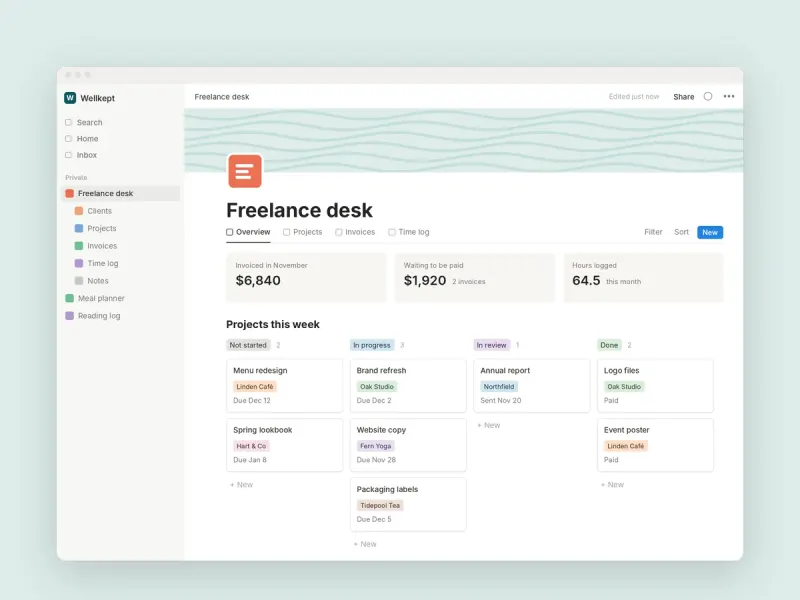 W Wellkept
Freelance desk
Edited just now
Share
Search
Home
Inbox
Private
Freelance desk
Clients
Projects
Invoices
Time log
Notes
Meal planner
Reading log
Freelance desk
Overview Projects Invoices Time log
Filter Sort New
Invoiced in November
$6,840
Waiting to be paid
$1,920 2 invoices
Hours logged
64.5 this month
Projects this week
Not started 2
Menu redesign
Linden Café
Due Dec 12
Spring lookbook
Hart & Co
Due Jan 8
+ New
In progress 3
Brand refresh
Oak Studio
Due Dec 2
Website copy
Fern Yoga
Due Nov 28
Packaging labels
Tidepool Tea
Due Dec 5
+ New
In review 1
Annual report
Northfield
Sent Nov 20
+ New
Done 2
Logo files
Oak Studio
Paid
Event poster
Linden Café
Paid
+ New